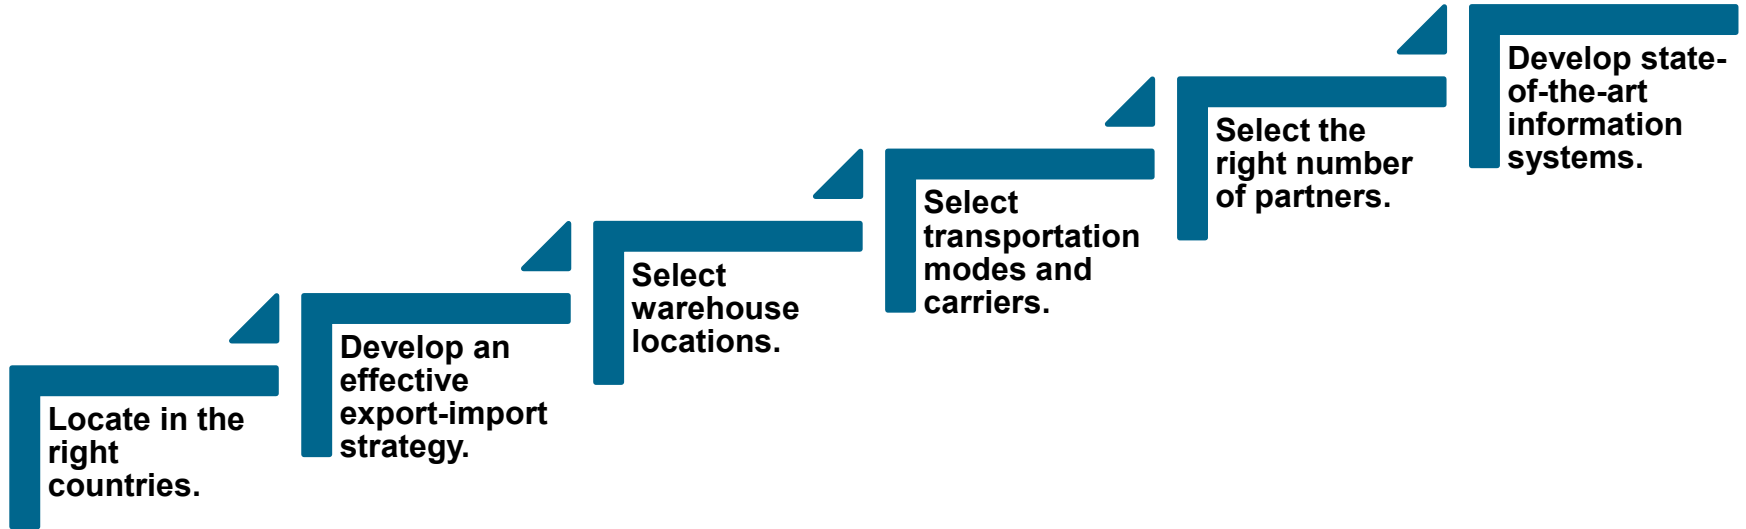 Locate in the
right
countries.
Develop an
effective
export-import
strategy.
Select
warehouse
locations.
Select
transportation
modes and
carriers.
Select the
right number
of partners.
Develop state-
of-the-art
information
systems.